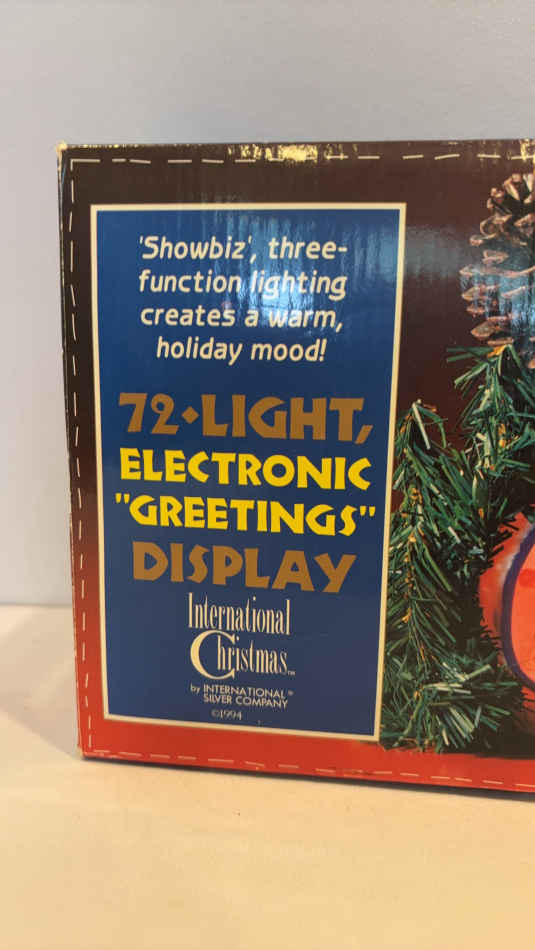 'Showbiz', three-
function lighting
creates a warm,
holiday mood!
72•LIGHT,
ELECTRONIC
"GREETINGS"
DISPLAY
International
Christmas™
by INTERNATIONAL®
SILVER COMPANY
©1994